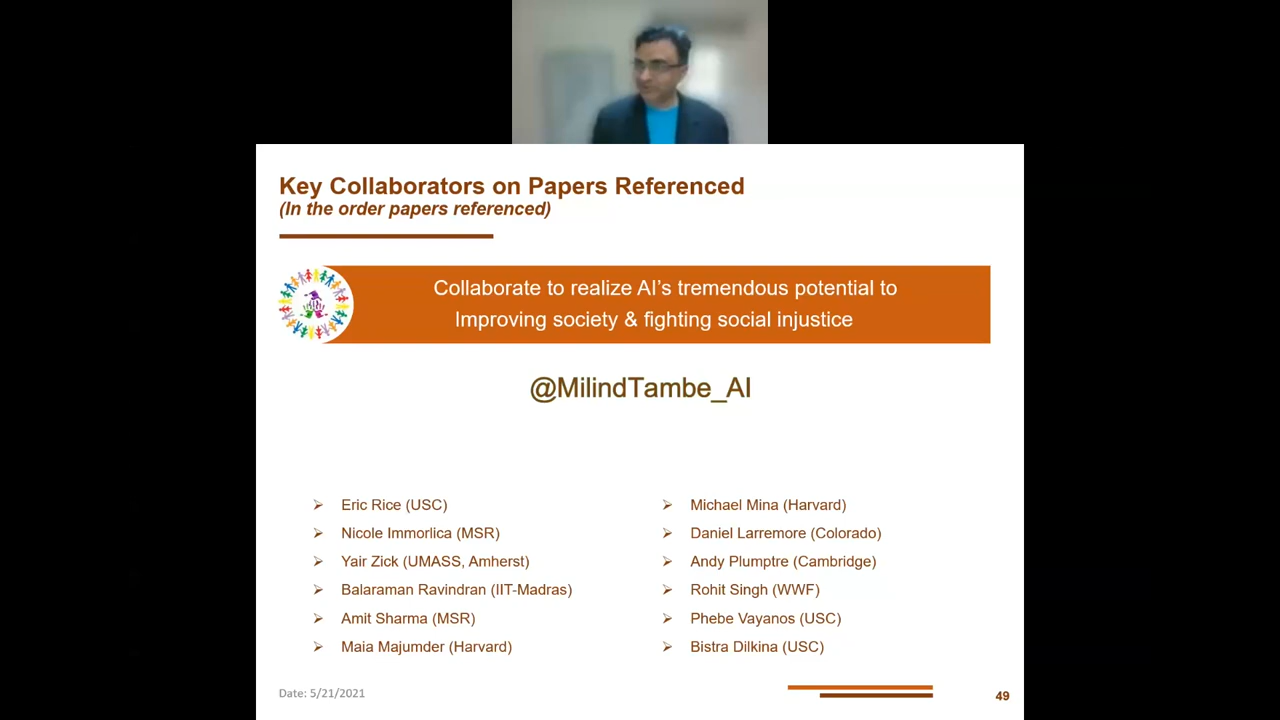 Key Collaborators on Papers Referenced
(In the order papers referenced)
Collaborate to realize AI's tremendous potential to
Improving society & fighting social injustice
@MilindTambe_AI
➢ Eric Rice (USC)
➢ Nicole Immorlica (MSR)
➢ Yair Zick (UMASS, Amherst)
➢ Balaraman Ravindran (IIT-Madras)
➢ Amit Sharma (MSR)
➢ Maia Majumder (Harvard)
➢ Michael Mina (Harvard)
➢ Daniel Larremore (Colorado)
➢ Andy Plumptre (Cambridge)
➢ Rohit Singh (WWF)
➢ Phebe Vayanos (USC)
➢ Bistra Dilkina (USC)
Date: 5/21/2021
49